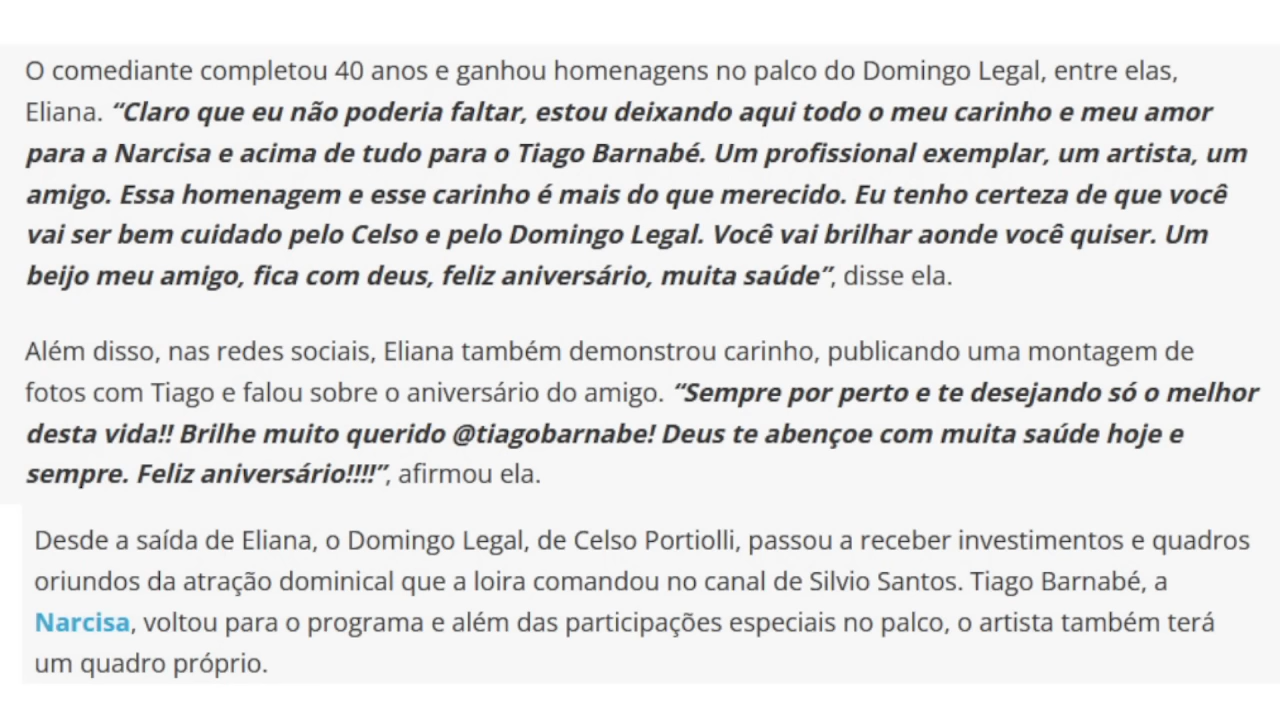 O comediante completou 40 anos e ganhou homenagens no palco do Domingo Legal, entre elas,
Eliana. “Claro que eu não poderia faltar, estou deixando aqui todo o meu carinho e meu amor
para a Narcisa e acima de tudo para o Tiago Barnabé. Um profissional exemplar, um artista, um
amigo. Essa homenagem e esse carinho é mais do que merecido. Eu tenho certeza de que você
vai ser bem cuidado pelo Celso e pelo Domingo Legal. Você vai brilhar aonde você quiser. Um
beijo meu amigo, fica com deus, feliz aniversário, muita saúde”, disse ela.
Além disso, nas redes sociais, Eliana também demonstrou carinho, publicando uma montagem de
fotos com Tiago e falou sobre o aniversário do amigo. “Sempre por perto e te desejando só o melhor
desta vida!! Brilhe muito querido @tiagobarnabe! Deus te abençoe com muita saúde hoje e
sempre. Feliz aniversário!!!!”, afirmou ela.
Desde a saída de Eliana, o Domingo Legal, de Celso Portiolli, passou a receber investimentos e quadros
oriundos da atração dominical que a loira comandou no canal de Silvio Santos. Tiago Barnabé, a
Narcisa, voltou para o programa e além das participações especiais no palco, o artista também terá
um quadro próprio.